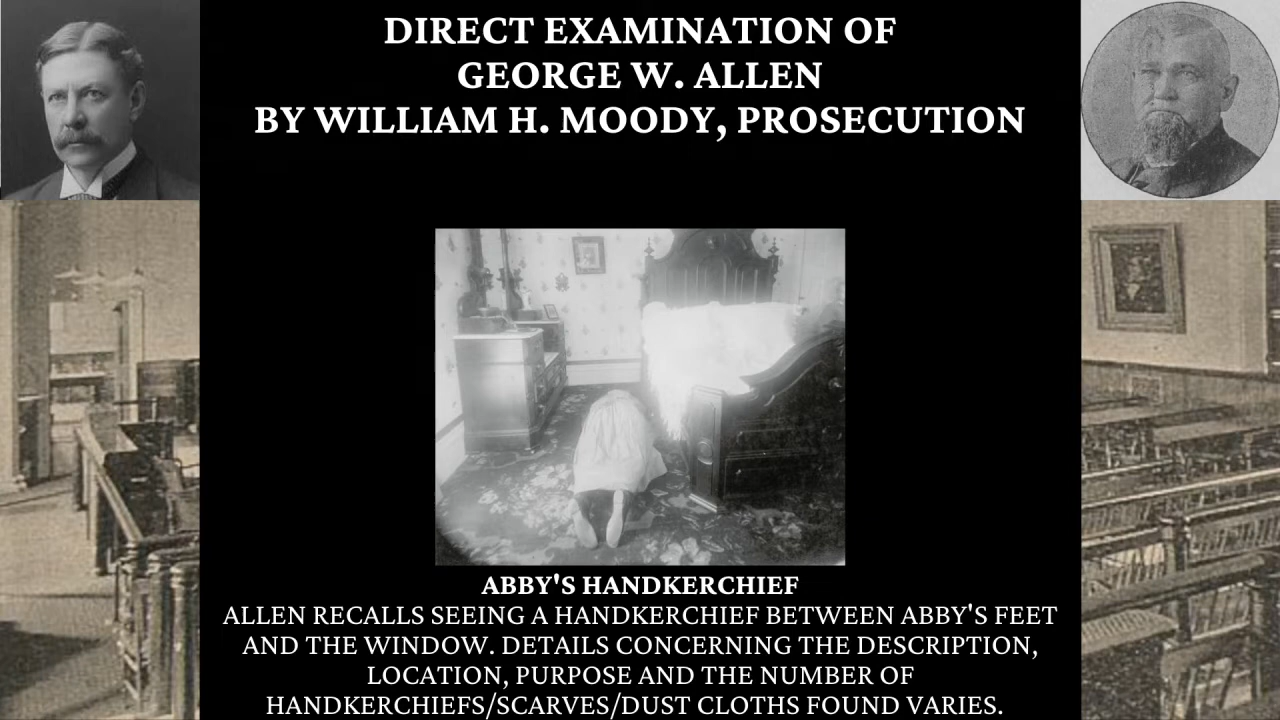 DIRECT EXAMINATION OF
GEORGE W. ALLEN
BY WILLIAM H. MOODY, PROSECUTION
ABBY'S HANDKERCHIEF
ALLEN RECALLS SEEING A HANDKERCHIEF BETWEEN ABBY'S FEET
AND THE WINDOW. DETAILS CONCERNING THE DESCRIPTION,
LOCATION, PURPOSE AND THE NUMBER OF
HANDKERCHIEFS/SCARVES/DUST CLOTHS FOUND VARIES.